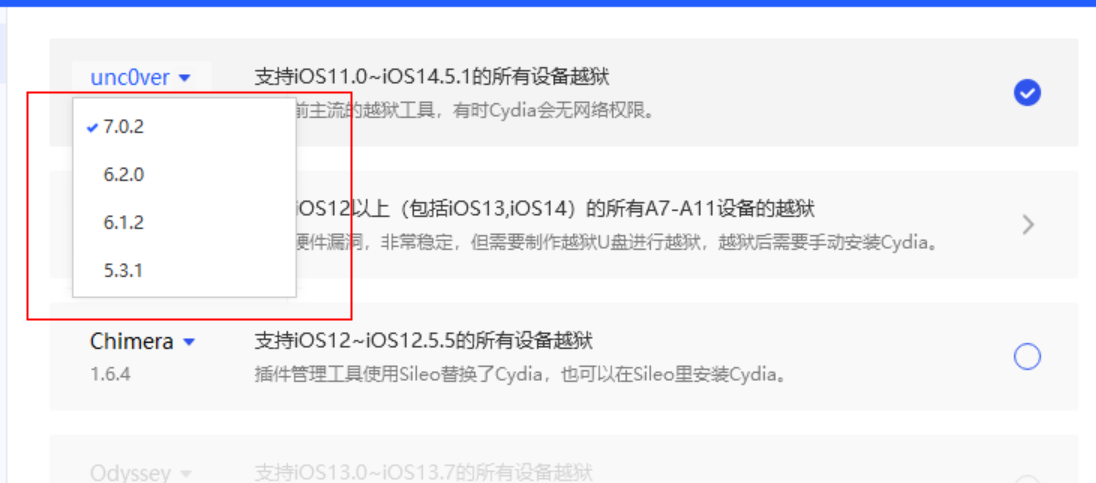 unc0ver
支持iOS11.0~iOS14.5.1的所有设备越狱
前主流的越狱工具，有时Cydia会无网络权限。
7.0.2
6.2.0
6.1.2
5.3.1
iOS12以上（包括iOS13,iOS14）的所有A7-A11设备的越狱
硬件漏洞，非常稳定，但需要制作越狱U盘进行越狱，越狱后需要手动安装Cydia。
Chimera
支持iOS12~iOS12.5.5的所有设备越狱
1.6.4
插件管理工具使用Sileo替换了Cydia，也可以在Sileo里安装Cydia。
Odyssey
支持iOS13.0~iOS13.7的所有设备越狱